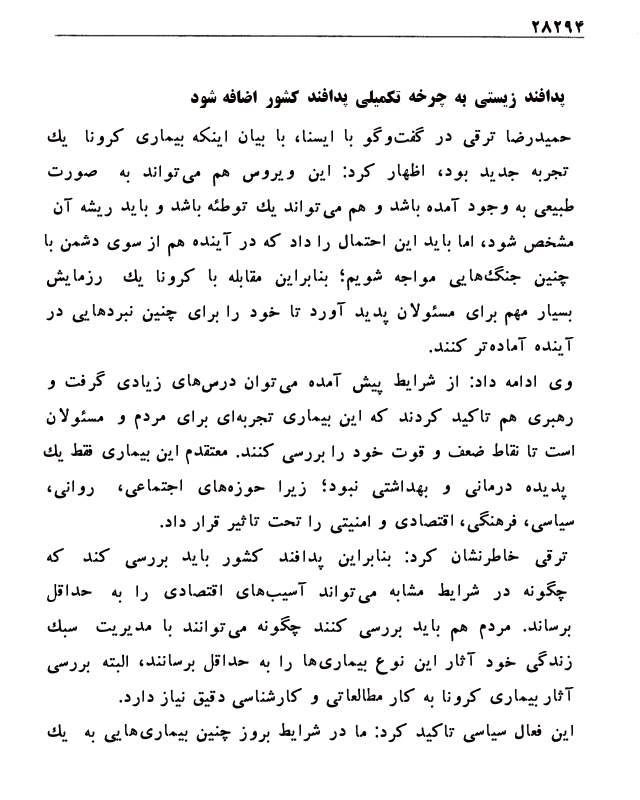 ۲۸۲۹۴
پدافند زیستی به چرخه تکمیلی پدافند کشور اضافه شود
حمیدرضا ترقی در گفت‌وگو با ایسنا، با بیان اینکه بیماری کرونا یك
تجربه جدید بود، اظهار کرد: این ویروس هم می‌تواند به صورت
طبیعی به وجود آمده باشد و هم می‌تواند یك توطئه باشد و باید ریشه آن
مشخص شود، اما باید این احتمال را داد که در آینده هم از سوی دشمن با
چنین جنگ‌هایی مواجه شویم؛ بنابراین مقابله با کرونا یك رزمایش
بسیار مهم برای مسئولان پدید آورد تا خود را برای چنین نبردهایی در
آینده آماده‌تر کنند.
وی ادامه داد: از شرایط پیش آمده می‌توان درس‌های زیادی گرفت و
رهبری هم تاکید کردند که این بیماری تجربه‌ای برای مردم و مسئولان
است تا نقاط ضعف و قوت خود را بررسی کنند. معتقدم این بیماری فقط یك
پدیده درمانی و بهداشتی نبود؛ زیرا حوزه‌های اجتماعی، روانی،
سیاسی، فرهنگی، اقتصادی و امنیتی را تحت تاثیر قرار داد.
ترقی خاطرنشان کرد: بنابراین پدافند کشور باید بررسی کند که
چگونه در شرایط مشابه می‌تواند آسیب‌های اقتصادی را به حداقل
برساند. مردم هم باید بررسی کنند چگونه می‌توانند با مدیریت سبك
زندگی خود آثار این نوع بیماری‌ها را به حداقل برسانند، البته بررسی
آثار بیماری کرونا به کار مطالعاتی و کارشناسی دقیق نیاز دارد.
این فعال سیاسی تاکید کرد: ما در شرایط بروز چنین بیماری‌هایی به یك